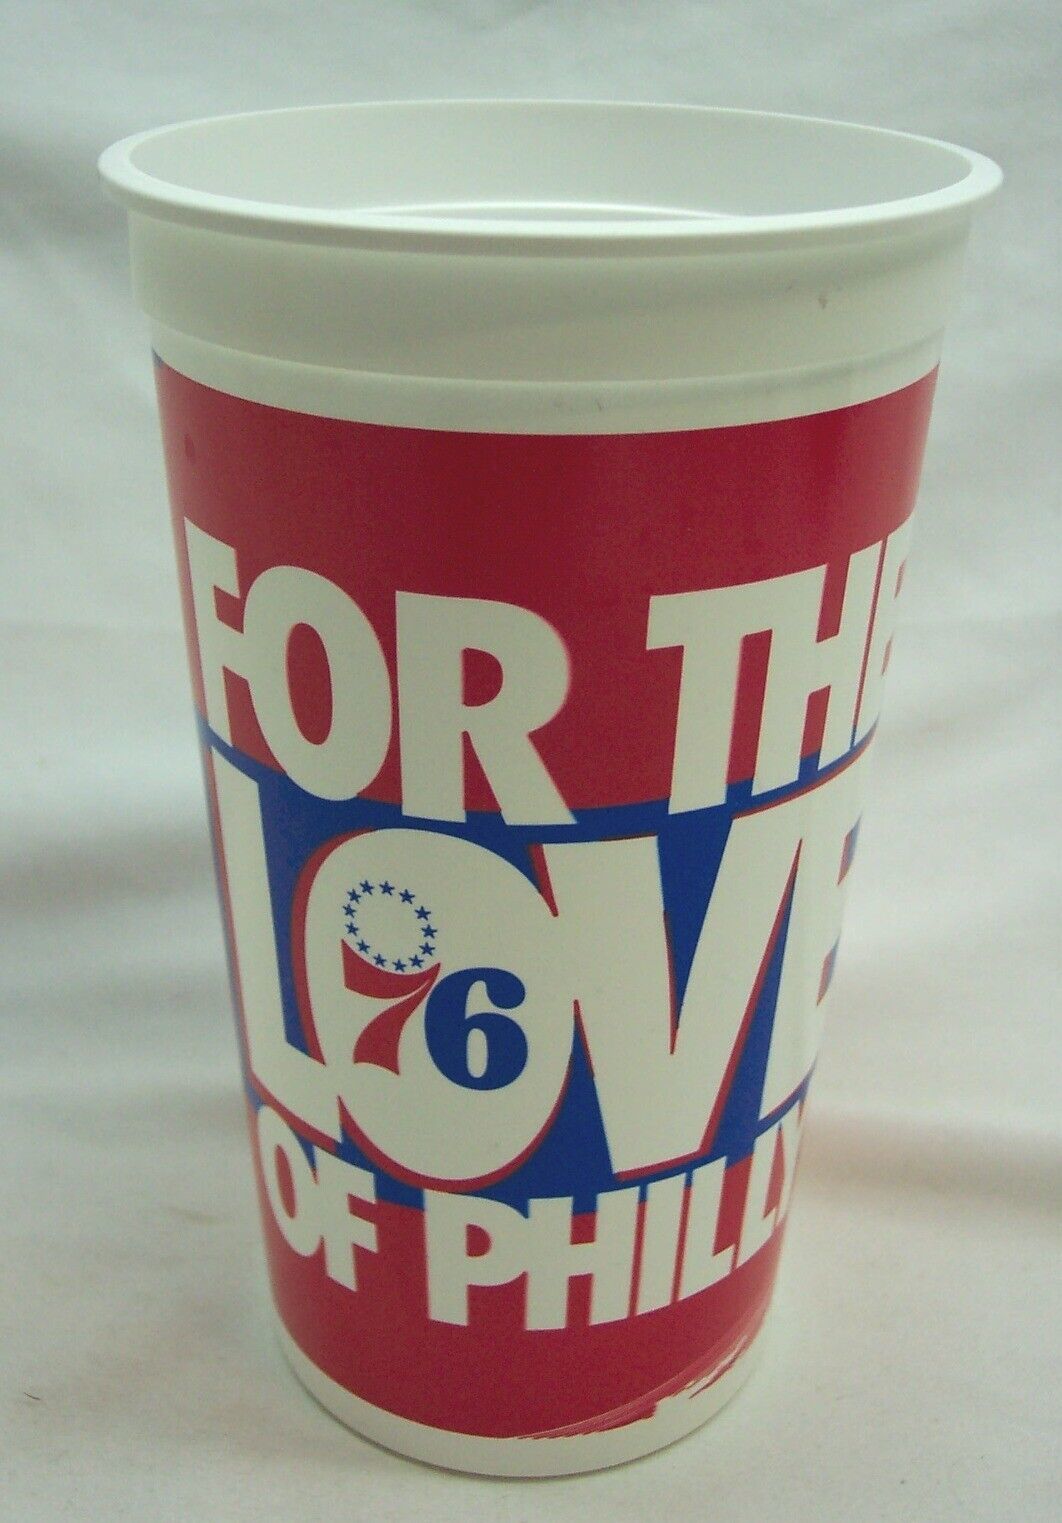 FOR THE
LOVE
76
OF PHILLY